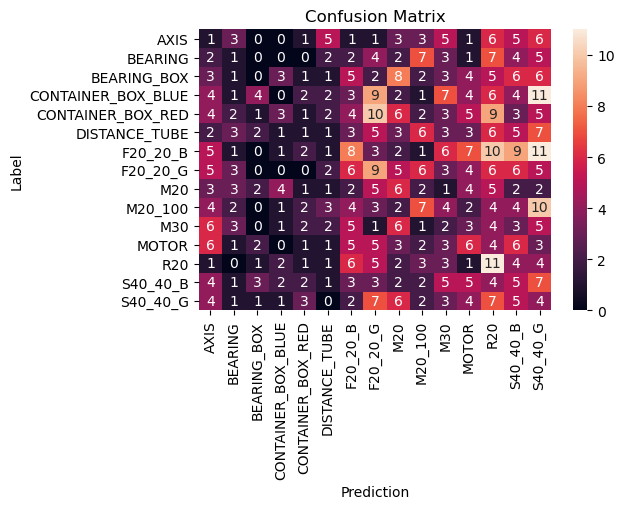 Confusion Matrix
AXIS 1 3 0 0 1 5 1 1 3 3 5 1 6 5 6
BEARING 2 1 0 0 0 2 2 4 2 7 3 1 7 4 5
BEARING_BOX 3 1 0 3 1 1 5 2 8 2 3 4 5 6 6
CONTAINER_BOX_BLUE 4 1 4 0 2 2 3 9 2 1 7 4 6 4 11
CONTAINER_BOX_RED 4 2 1 3 1 2 4 10 6 2 3 5 9 3 5
DISTANCE_TUBE 2 3 2 1 1 1 3 5 3 6 3 3 6 5 7
F20_20_B 5 1 0 1 2 1 8 3 2 1 6 7 10 9 11
F20_20_G 5 3 0 0 0 2 6 9 5 6 3 4 6 6 5
M20 3 3 2 4 1 1 2 5 6 2 1 4 5 2 2
M20_100 4 2 0 1 2 3 4 3 2 7 4 2 4 4 10
M30 6 3 0 1 2 2 5 1 6 1 2 3 4 3 5
MOTOR 6 1 2 0 1 1 5 5 3 2 3 6 4 6 3
R20 1 0 1 2 1 1 6 5 2 3 3 1 11 4 4
S40_40_B 4 1 3 2 2 1 3 3 2 2 5 5 4 5 7
S40_40_G 4 1 1 1 3 0 2 7 6 2 3 4 7 5 4
AXIS
BEARING
BEARING_BOX
CONTAINER_BOX_BLUE
CONTAINER_BOX_RED
DISTANCE_TUBE
F20_20_B
F20_20_G
M20
M20_100
M30
MOTOR
R20
S40_40_B
S40_40_G
Prediction
Label
10
8
6
4
2
0